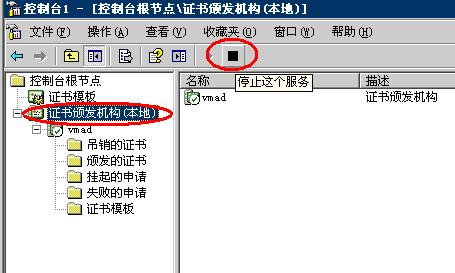 控制台1 - [控制台根节点\证书颁发机构(本地)]
文件(F) 操作(A) 查看(V) 收藏夹(O) 窗口(W) 帮助(H)
停止这个服务
控制台根节点
证书模板
证书颁发机构(本地)
vmad
吊销的证书
颁发的证书
挂起的申请
失败的申请
证书模板
名称 描述
vmad 证书颁发机构